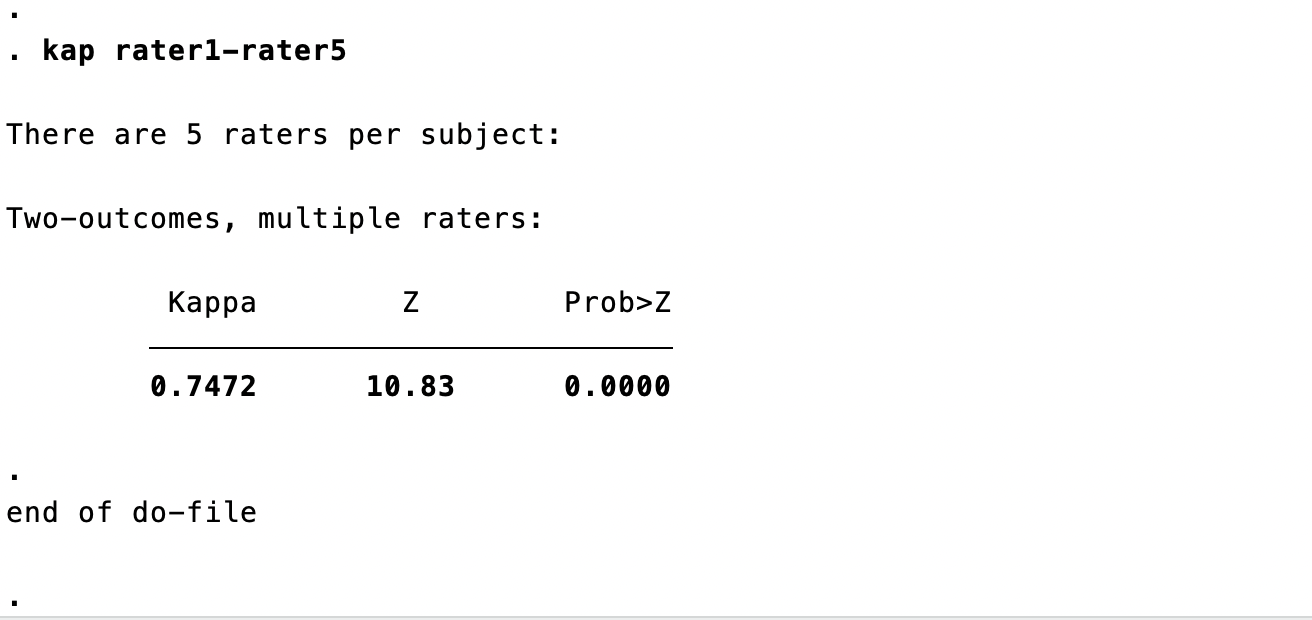 .
. kap rater1-rater5
There are 5 raters per subject:
Two-outcomes, multiple raters:
Kappa Z Prob>Z
0.7472 10.83 0.0000
.
end of do-file
.